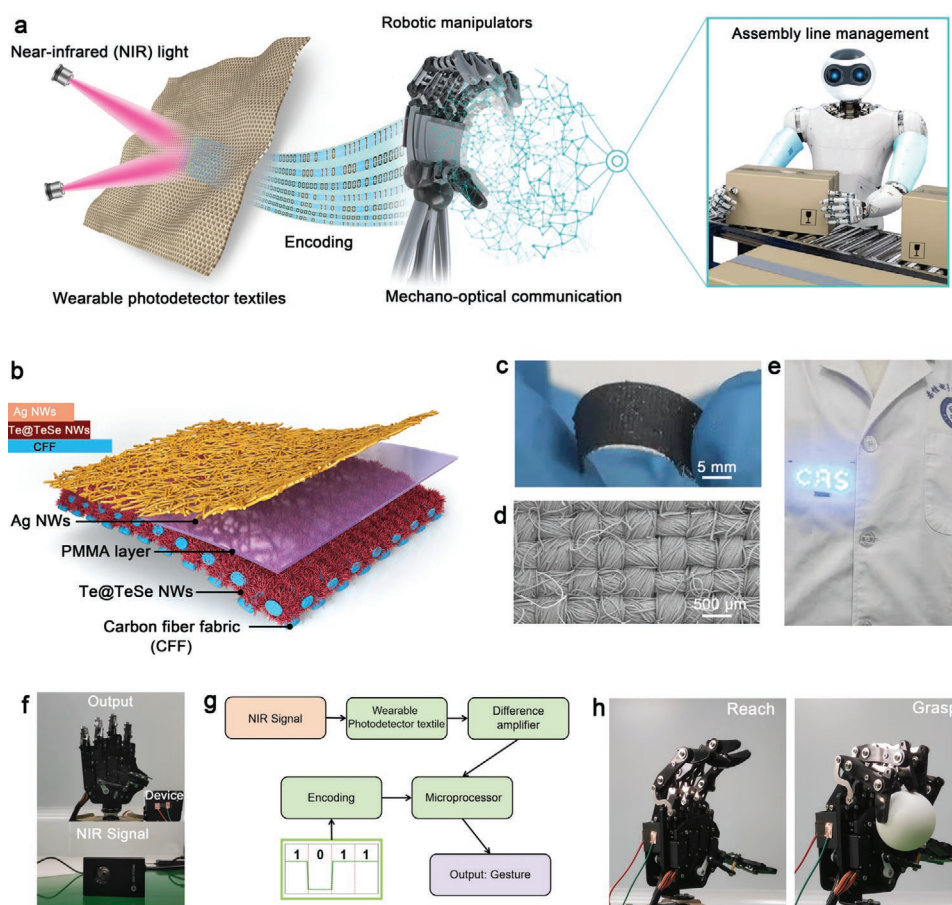 a
Near-infrared (NIR) light
Robotic manipulators
Assembly line management
Encoding
Wearable photodetector textiles
Mechano-optical communication
b
Ag NWs
Te@TeSe NWs
CFF
Ag NWs
PMMA layer
Te@TeSe NWs
Carbon fiber fabric
(CFF)
c
5 mm
d
500 µm
e
CAS
f
Output
Device
NIR Signal
g
NIR Signal
Wearable
Photodetector textile
Difference
amplifier
Encoding
Microprocessor
1 0 1 1
Output: Gesture
h
Reach
Grasp